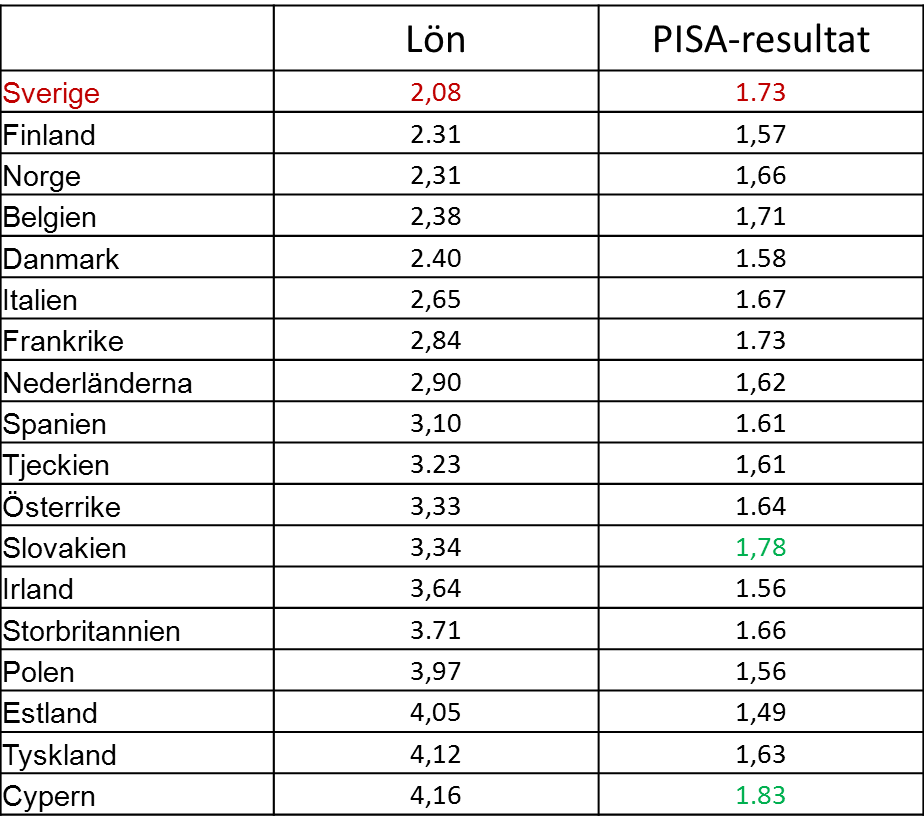 Lön PISA-resultat
Sverige 2,08 1.73
Finland 2.31 1,57
Norge 2,31 1,66
Belgien 2,38 1,71
Danmark 2.40 1.58
Italien 2,65 1.67
Frankrike 2,84 1.73
Nederländerna 2,90 1,62
Spanien 3,10 1.61
Tjeckien 3.23 1,61
Österrike 3,33 1.64
Slovakien 3,34 1,78
Irland 3,64 1.56
Storbritannien 3.71 1.66
Polen 3,97 1,56
Estland 4,05 1,49
Tyskland 4,12 1,63
Cypern 4,16 1.83